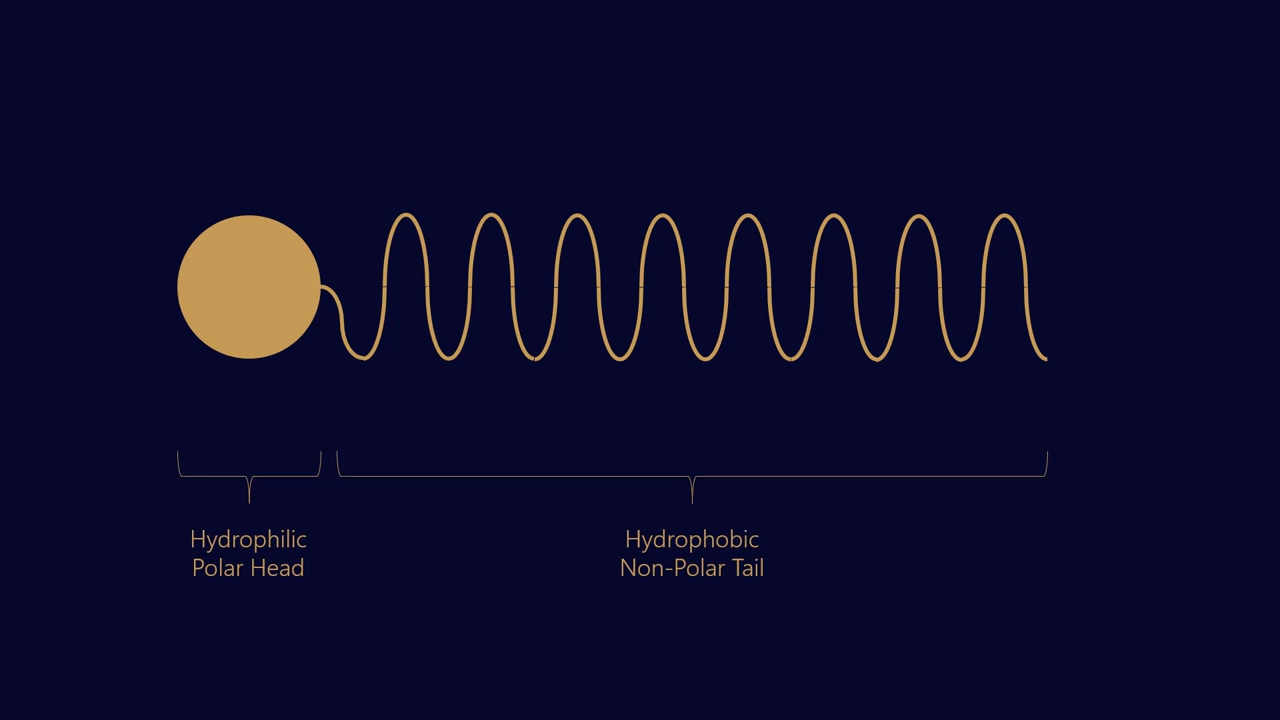 Hydrophilic
Polar Head
Hydrophobic
Non-Polar Tail